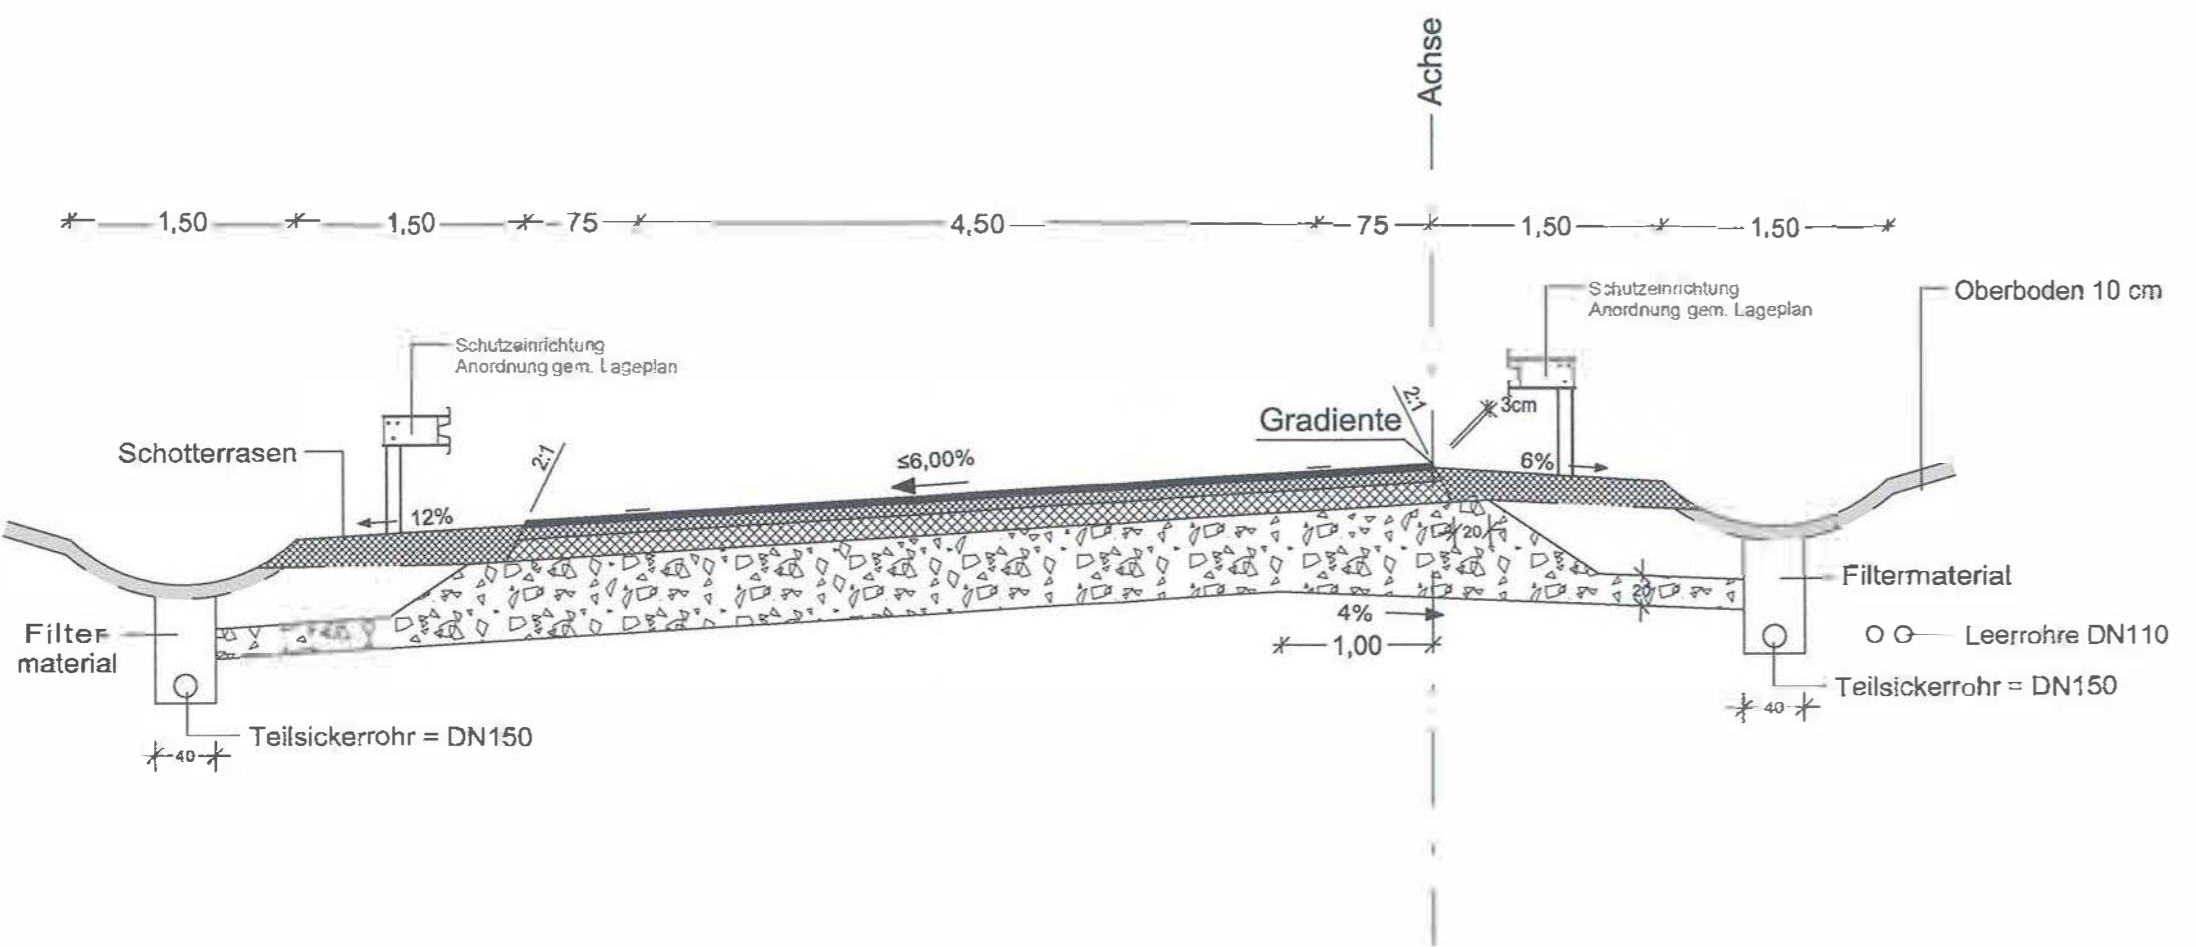 Achse
1,50 1,50 75 4,50 75 1,50 1,50
Schutzeinrichtung
Anordnung gem. Lageplan
Oberboden 10 cm
Schutzeinrichtung
Anordnung gem. Lageplan
2:1
3cm
Gradiente
Schotterrasen
2:1
≤6,00%
6%
12%
20
Filtermaterial
20
4%
Filter
material
1,00
Leerrohre DN110
Teilsickerrohr = DN150
40
Teilsickerrohr = DN150
40